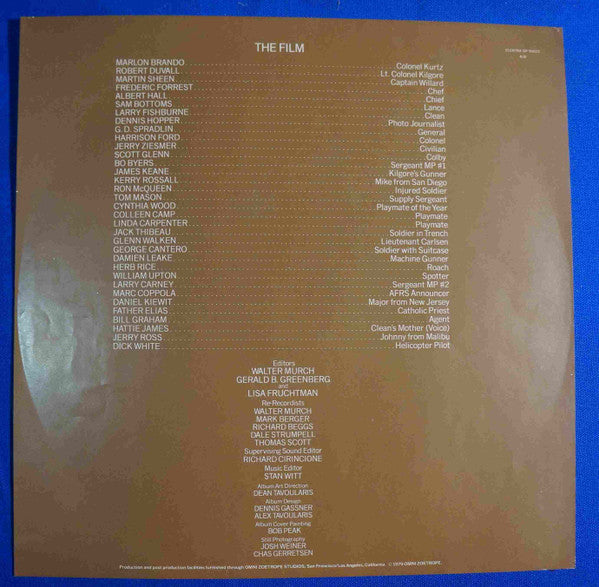 THE FILM
MARLON BRANDO Colonel Kurtz
ROBERT DUVALL Lt. Colonel Kilgore
MARTIN SHEEN Captain Willard
FREDERIC FORREST Chef
ALBERT HALL Chief
SAM BOTTOMS Lance
LARRY FISHBURNE Clean
DENNIS HOPPER Photo Journalist
G.D. SPRADLIN General
HARRISON FORD Colonel
JERRY ZIESMER Civilian
SCOTT GLENN Colby
BO BYERS Sergeant MP #1
JAMES KEANE Kilgore's Gunner
KERRY ROSSALL Mike from San Diego
RON McQUEEN Injured Soldier
TOM MASON Supply Sergeant
CYNTHIA WOOD Playmate of the Year
COLLEEN CAMP Playmate
LINDA CARPENTER Playmate
JACK THIBEAU Soldier in Trench
GLENN WALKEN Lieutenant Carlsen
GEORGE CANTERO Soldier with Suitcase
DAMIEN LEAKE Machine Gunner
HERB RICE Roach
WILLIAM UPTON Spotter
LARRY CARNEY Sergeant MP #2
MARC COPPOLA AFRS Announcer
DANIEL KIEWIT Major from New Jersey
FATHER ELIAS Catholic Priest
BILL GRAHAM Agent
HATTIE JAMES Clean's Mother (Voice)
JERRY ROSS Johnny from Malibu
DICK WHITE Helicopter Pilot
Editors
WALTER MURCH
GERALD B. GREENBERG
and
LISA FRUCHTMAN
Re-Recordists
WALTER MURCH
MARK BERGER
RICHARD BEGGS
DALE STRUMPELL
THOMAS SCOTT
Supervising Sound Editor
RICHARD CIRINCIONE
Music Editor
STAN WITT
Album Art Direction
DEAN TAVOULARIS
Album Design
DENNIS GASSNER
ALEX TAVOULARIS
Album Cover Painting
BOB PEAK
Still Photography
JOSH WEINER
CHAS GERRETSEN
Production and post production facilities furnished through OMNI ZOETROPE STUDIOS, San Francisco/Los Angeles, California. © 1979 OMNI ZOETROPE.